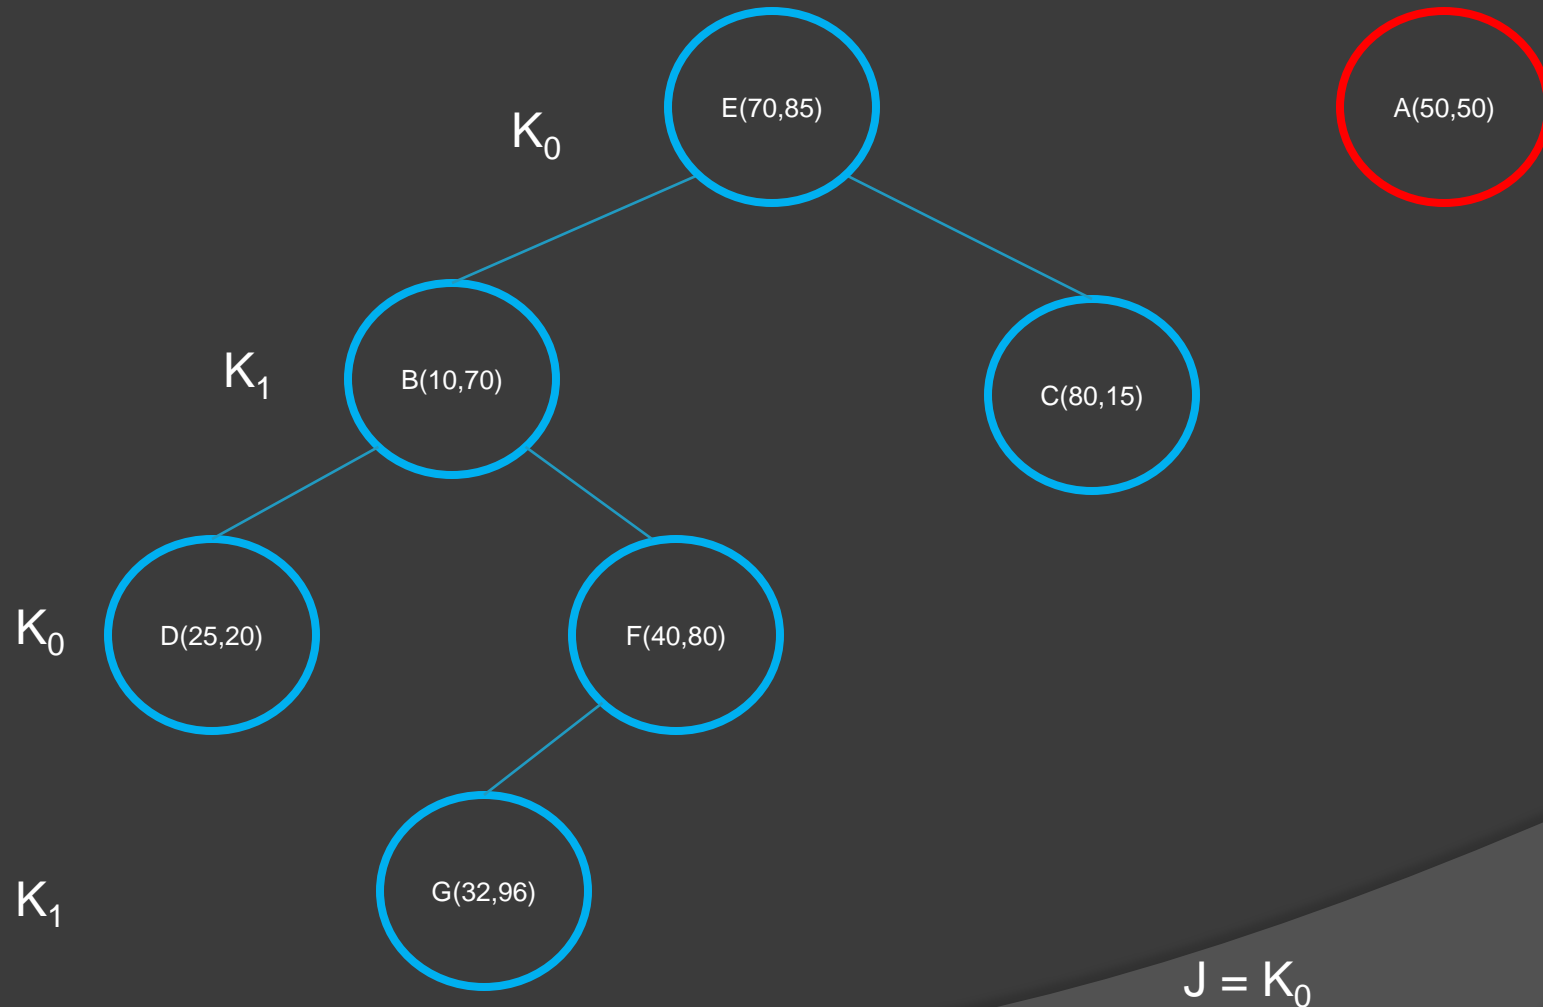 E(70,85)
A(50,50)
K₀
B(10,70)
K₁
C(80,15)
D(25,20)
F(40,80)
K₀
G(32,96)
K₁
J = K₀